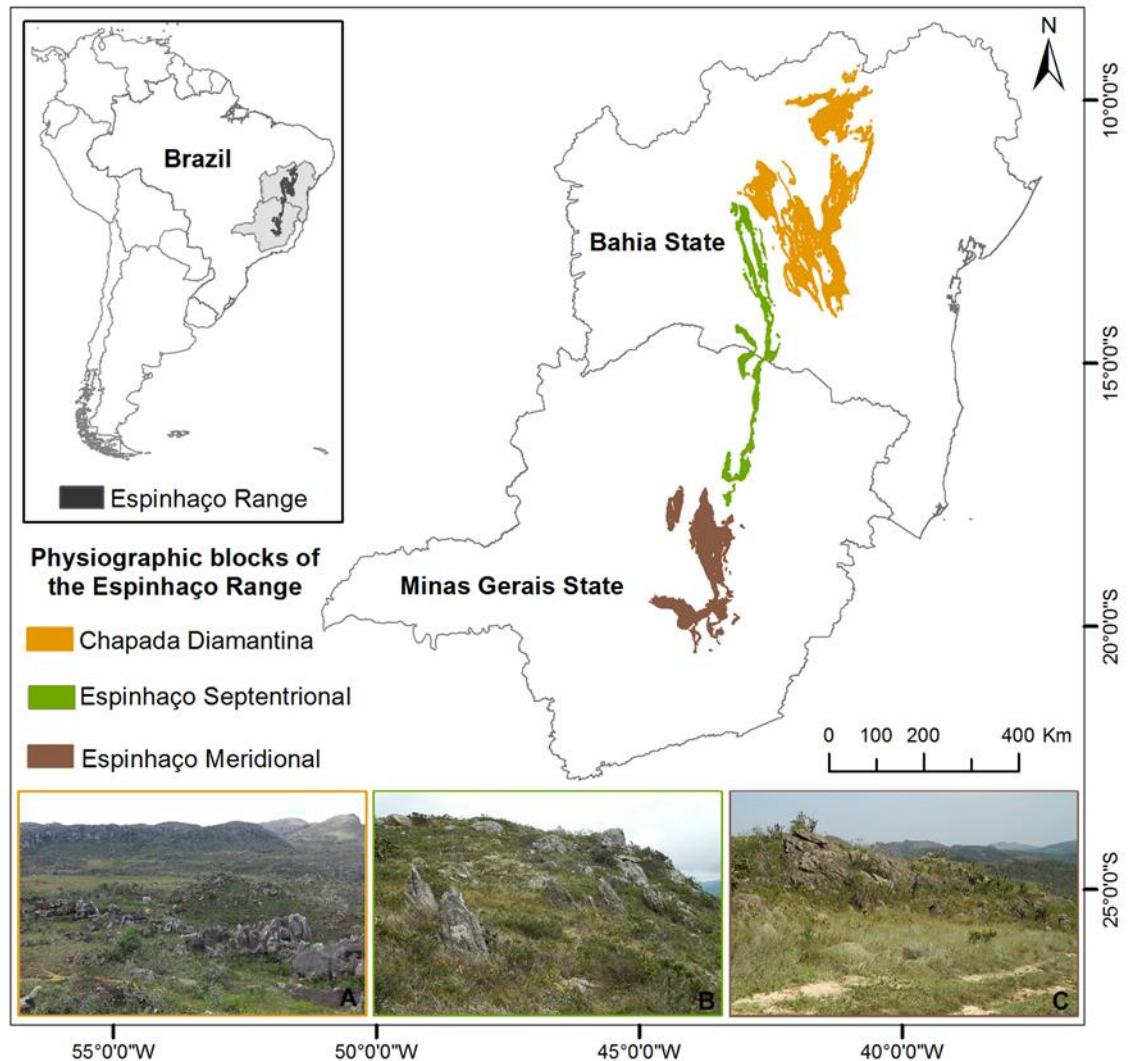 Brazil
Espinhaço Range
Physiographic blocks of
the Espinhaço Range
Chapada Diamantina
Espinhaço Septentrional
Espinhaço Meridional
Bahia State
Minas Gerais State
N
0 100 200 400 Km
A
B
C
10°0'0"S
15°0'0"S
20°0'0"S
25°0'0"S
55°0'0"W 50°0'0"W 45°0'0"W 40°0'0"W